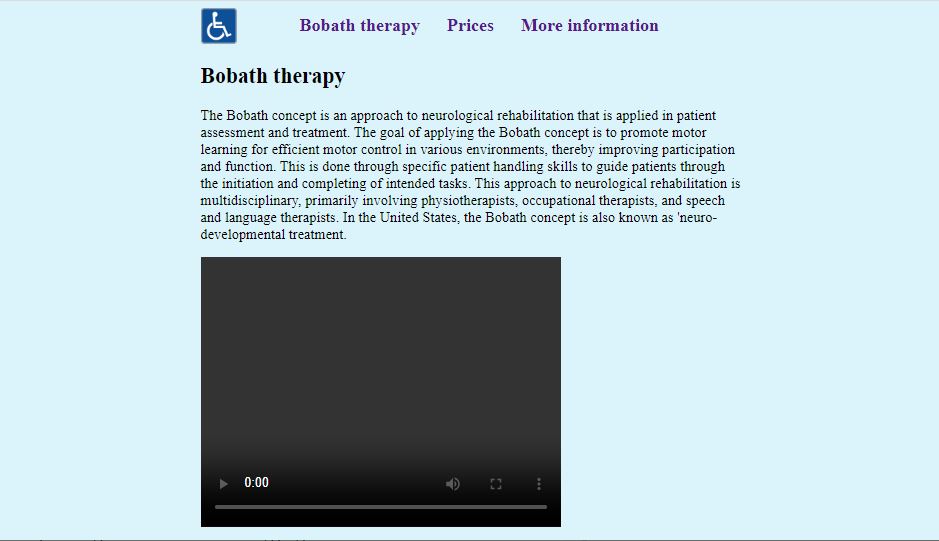 Bobath therapy Prices More information
Bobath therapy
The Bobath concept is an approach to neurological rehabilitation that is applied in patient
assessment and treatment. The goal of applying the Bobath concept is to promote motor
learning for efficient motor control in various environments, thereby improving participation
and function. This is done through specific patient handling skills to guide patients through
the initiation and completing of intended tasks. This approach to neurological rehabilitation is
multidisciplinary, primarily involving physiotherapists, occupational therapists, and speech
and language therapists. In the United States, the Bobath concept is also known as 'neuro-
developmental treatment.
0:00